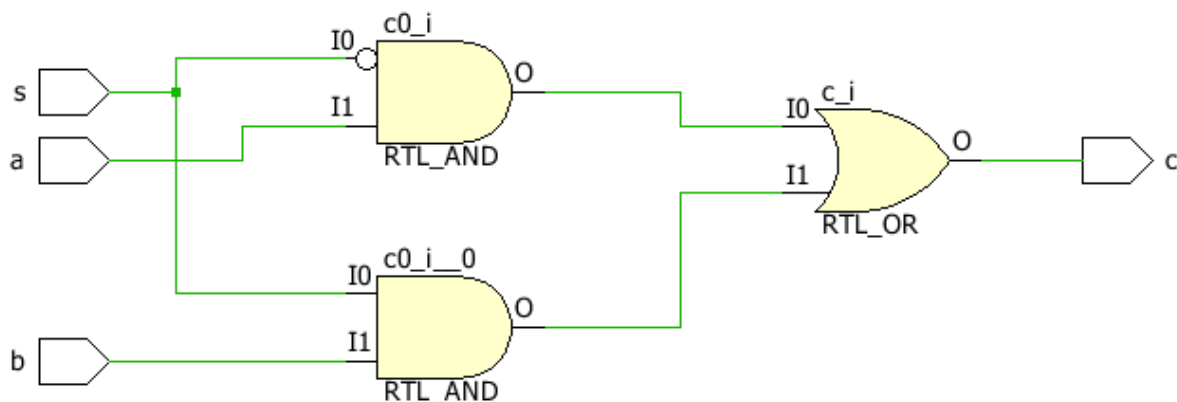 c0_i
I0
s
O
c_i
I1
I0
a
RTL_AND
O
c
I1
RTL_OR
c0_i__0
I0
O
I1
b
RTL_AND